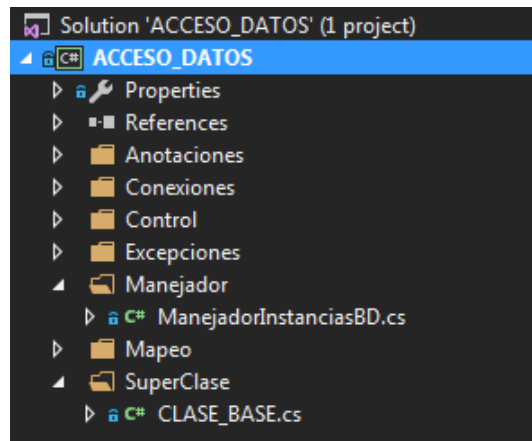 Solution 'ACCESO_DATOS' (1 project)
C# ACCESO_DATOS
Properties
References
Anotaciones
Conexiones
Control
Excepciones
Manejador
C# ManejadorInstanciasBD.cs
Mapeo
SuperClase
C# CLASE_BASE.cs